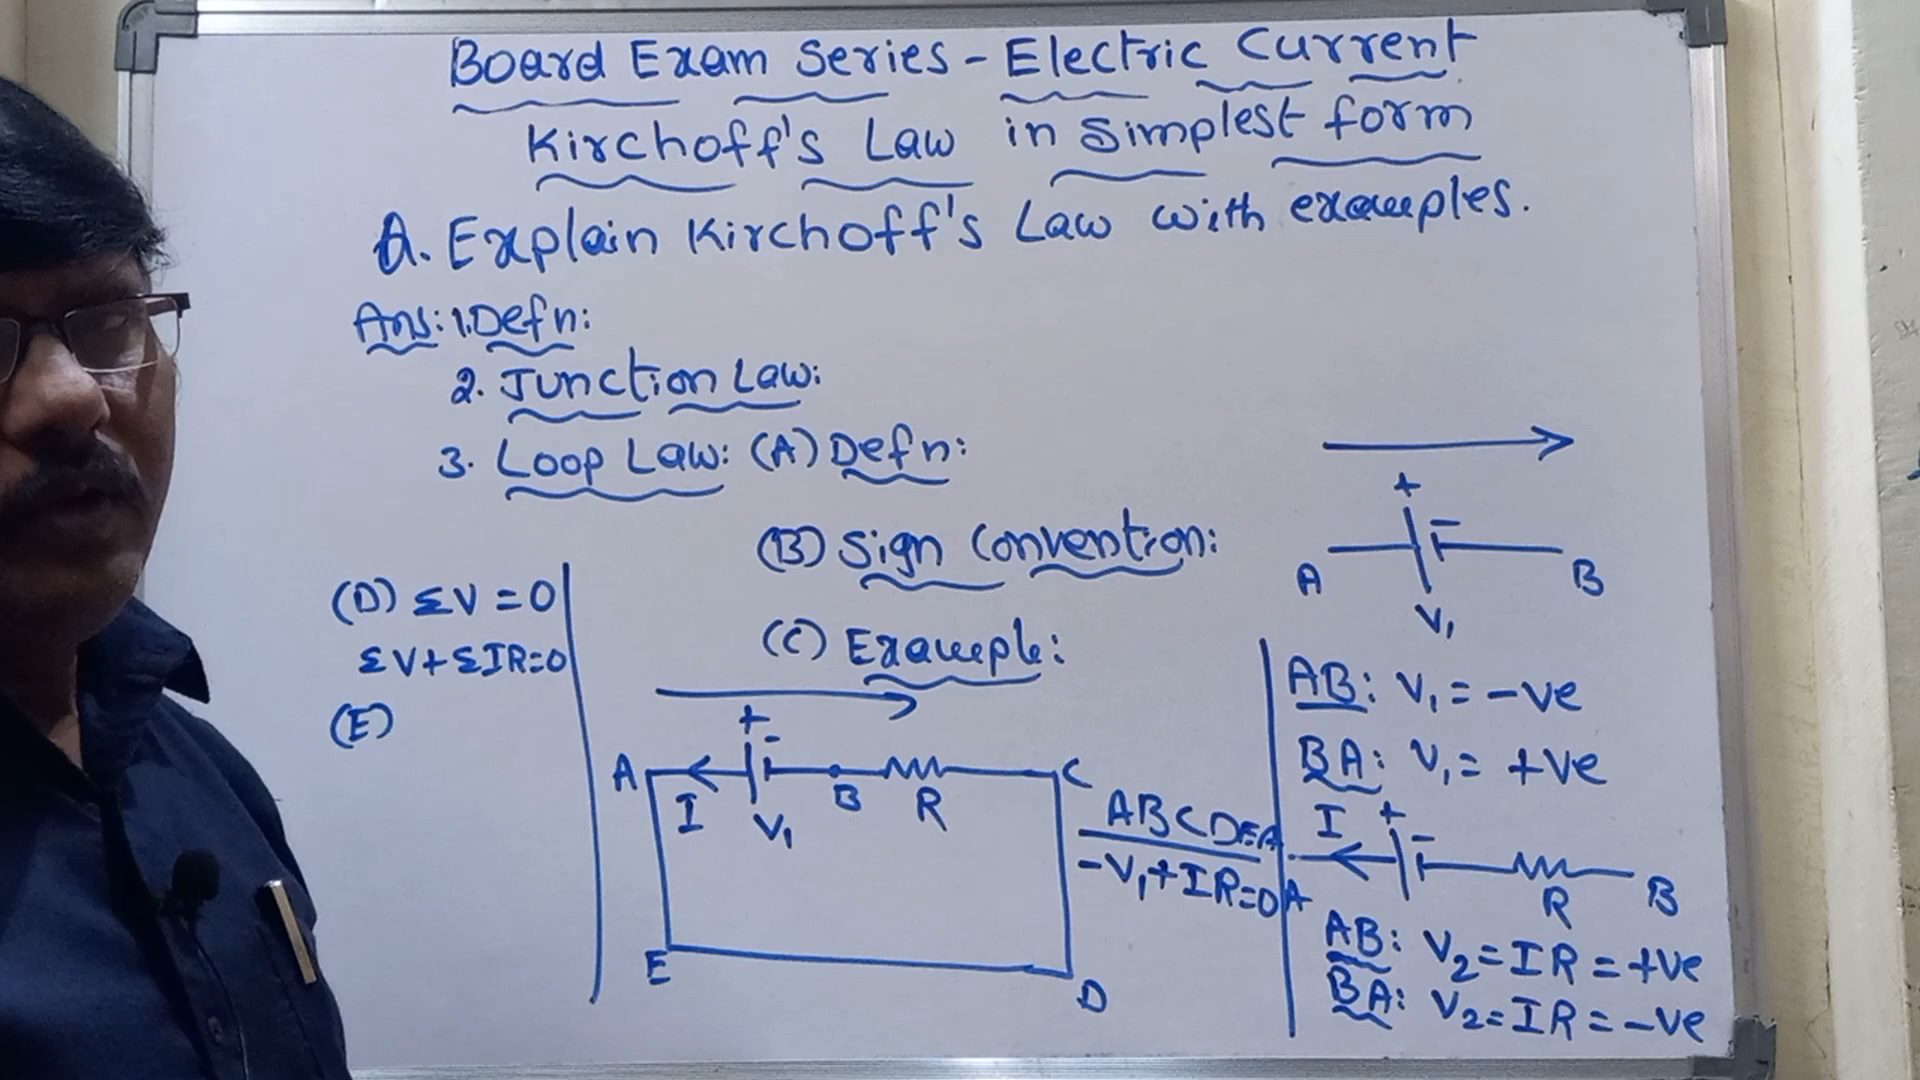 Board Exam Series - Electric Current
Kirchoff's Law in Simplest form
Q. Explain Kirchoff's Law with examples.
Ans: 1. Defn:
2. Junction Law:
3. Loop Law: (A) Defn:
(B) Sign Convention:
+ -
A B
V₁
(C) Example:
+ -
A B C
I V₁ R
E D
ABCDEA
-V₁+IR=0
(D) ΣV=0
ΣV+ΣIR=0
(E)
AB: V₁ = -ve
BA: V₁ = +ve
I + -
A R B
AB: V₂=IR=+ve
BA: V₂=IR=-ve